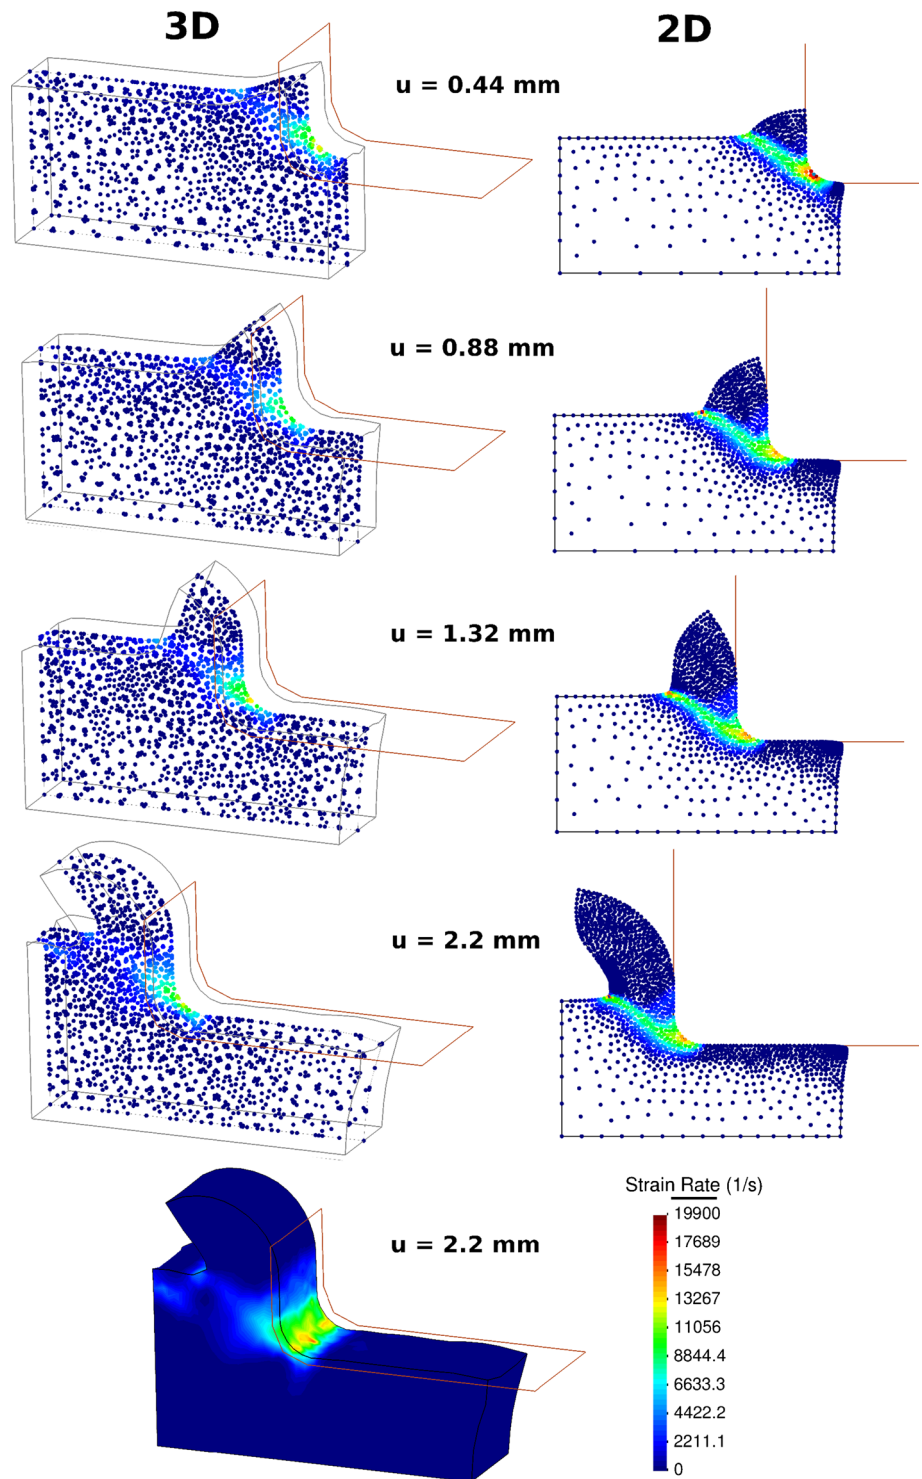 3D
2D
u = 0.44 mm
u = 0.88 mm
u = 1.32 mm
u = 2.2 mm
u = 2.2 mm
Strain Rate (1/s)
19900
17689
15478
13267
11056
8844.4
6633.3
4422.2
2211.1
0